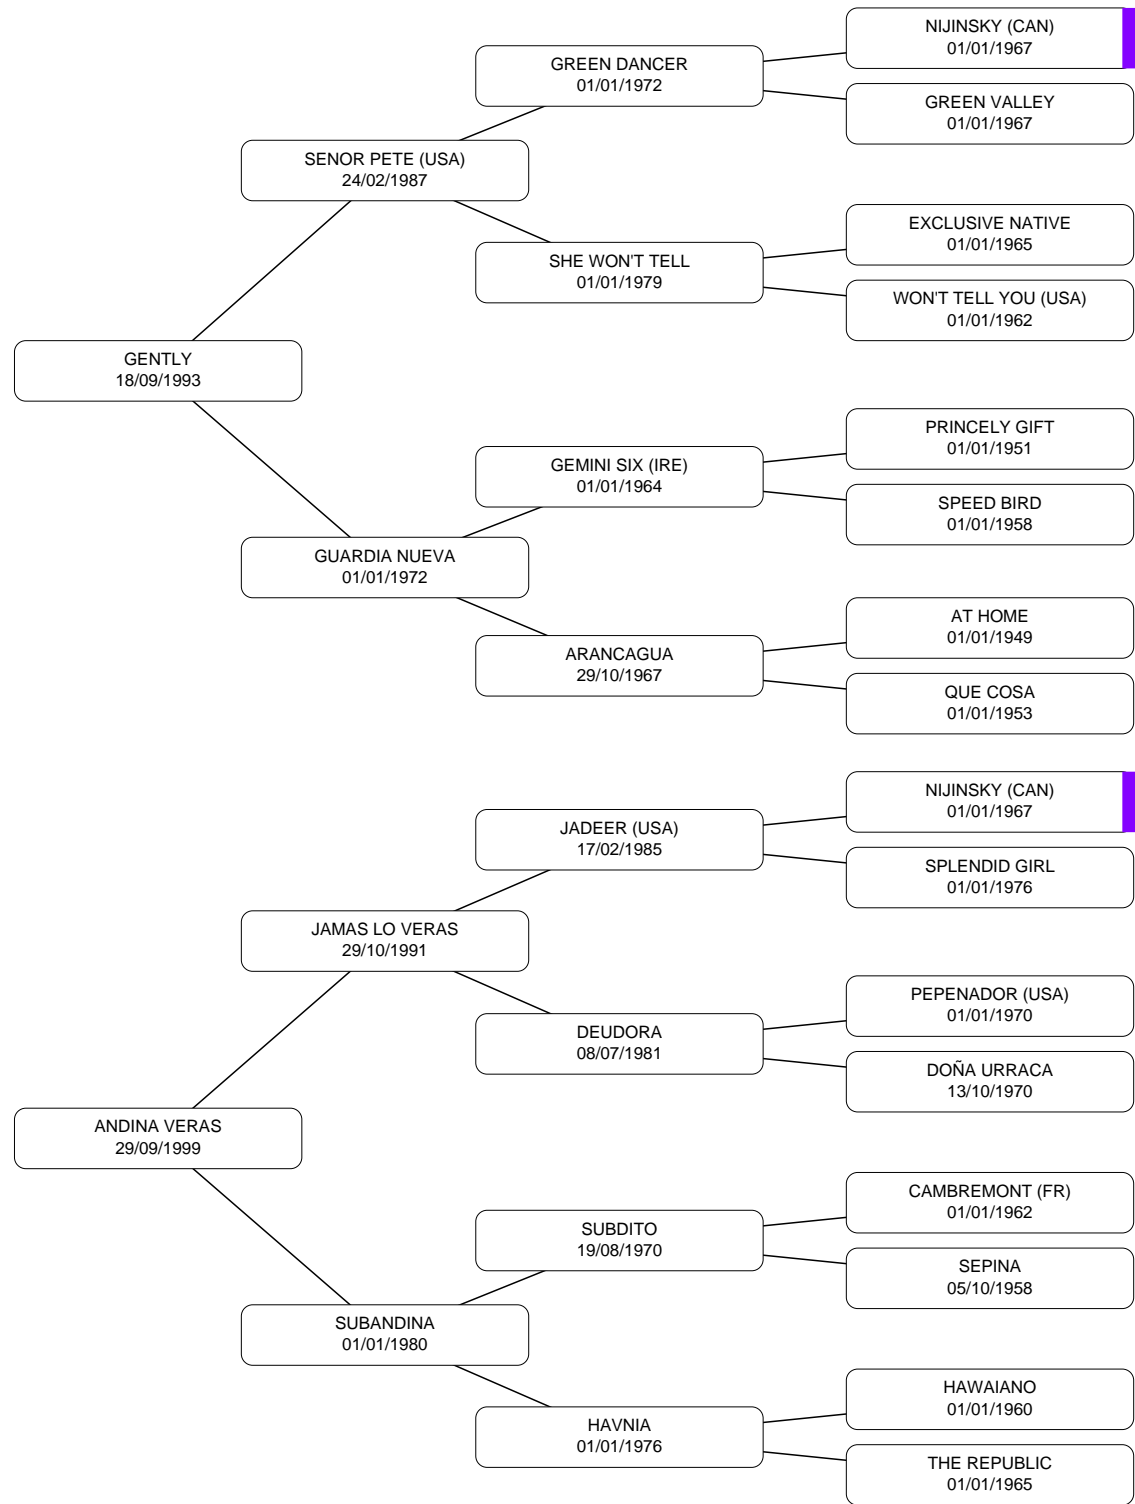 NIJINSKY (CAN)
01/01/1967
GREEN DANCER
01/01/1972
GREEN VALLEY
01/01/1967
SENOR PETE (USA)
24/02/1987
EXCLUSIVE NATIVE
01/01/1965
SHE WON'T TELL
01/01/1979
WON'T TELL YOU (USA)
01/01/1962
GENTLY
18/09/1993
PRINCELY GIFT
01/01/1951
GEMINI SIX (IRE)
01/01/1964
SPEED BIRD
01/01/1958
GUARDIA NUEVA
01/01/1972
AT HOME
01/01/1949
ARANCAGUA
29/10/1967
QUE COSA
01/01/1953
NIJINSKY (CAN)
01/01/1967
JADEER (USA)
17/02/1985
SPLENDID GIRL
01/01/1976
JAMAS LO VERAS
29/10/1991
PEPENADOR (USA)
01/01/1970
DEUDORA
08/07/1981
DOÑA URRACA
13/10/1970
ANDINA VERAS
29/09/1999
CAMBREMONT (FR)
01/01/1962
SUBDITO
19/08/1970
SEPINA
05/10/1958
SUBANDINA
01/01/1980
HAWAIANO
01/01/1960
HAVNIA
01/01/1976
THE REPUBLIC
01/01/1965